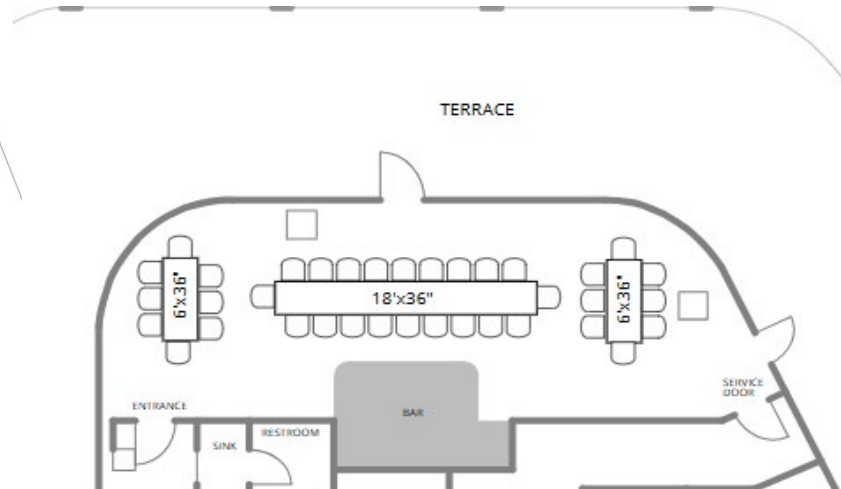 TERRACE
6'x36"
18'x36"
6'x36"
SERVICE
DOOR
ENTRANCE
BAR
RESTROOM
SINK